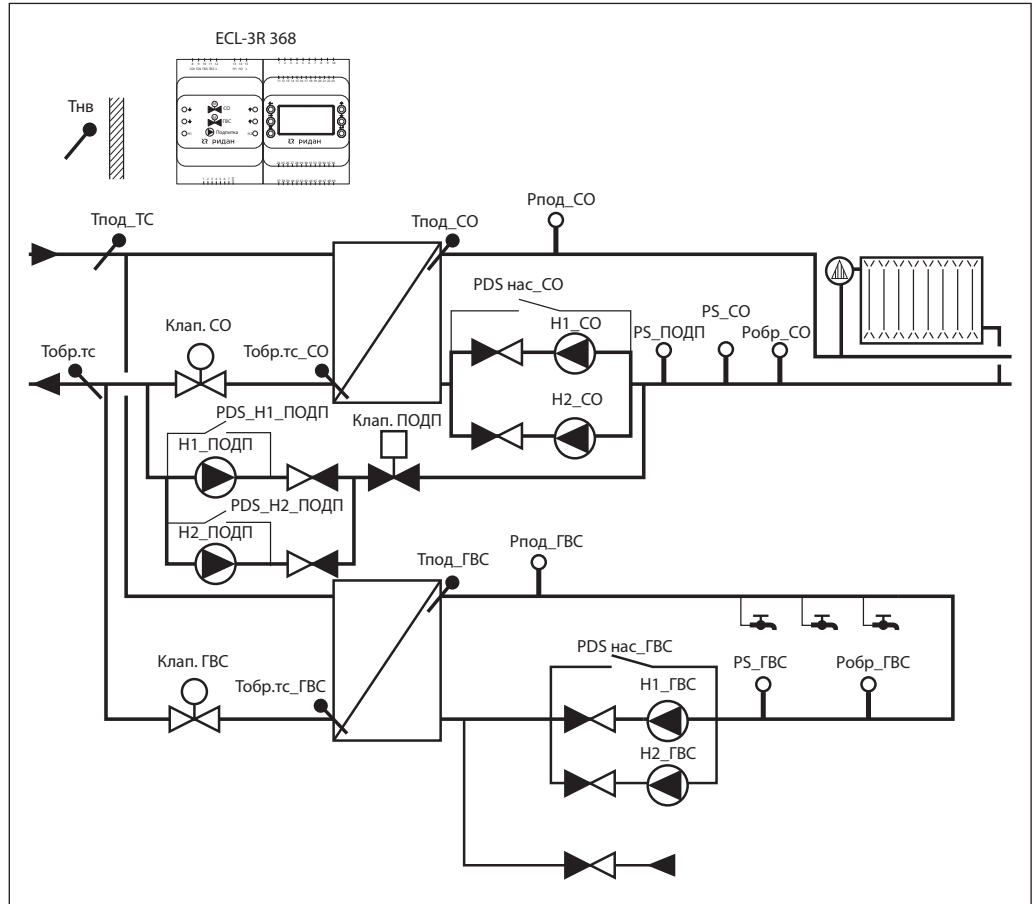 ECL-3R 368
Тнв
СО
ГВС
Подпитка
ридан
ридан
Рпод_СО
Тпод_ТС
Тпод_СО
PDS нас_СО
Клап. СО
Н1_СО
PS_СО
PS_ПОДП
Робр_СО
Тобр.тс
Тобр.тс_СО
Н2_СО
PDS_Н1_ПОДП
Клап. ПОДП
Н1_ПОДП
PDS_Н2_ПОДП
Н2_ПОДП
Рпод_ГВС
Тпод_ГВС
PDS нас_ГВС
Клап. ГВС
PS_ГВС
Робр_ГВС
Тобр.тс_ГВС
Н1_ГВС
Н2_ГВС